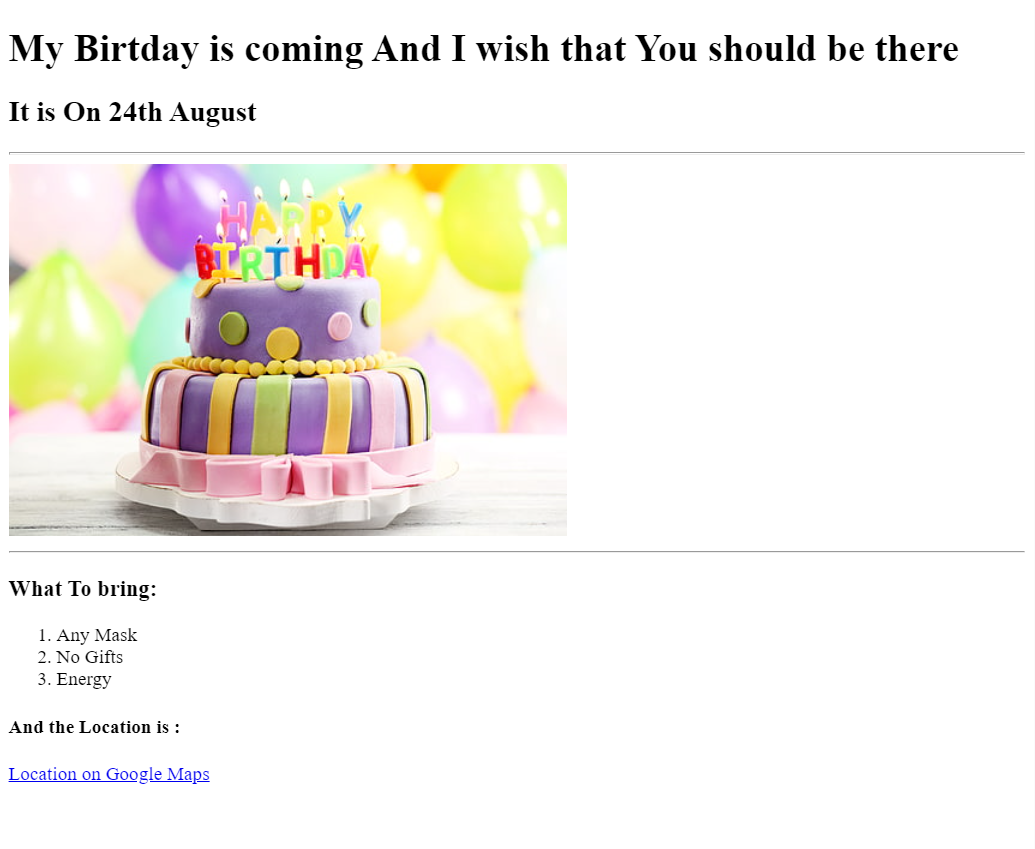 My Birtday is coming And I wish that You should be there
It is On 24th August
HAPPY
BIRTHDAY
What To bring:
1. Any Mask
2. No Gifts
3. Energy
And the Location is :
Location on Google Maps